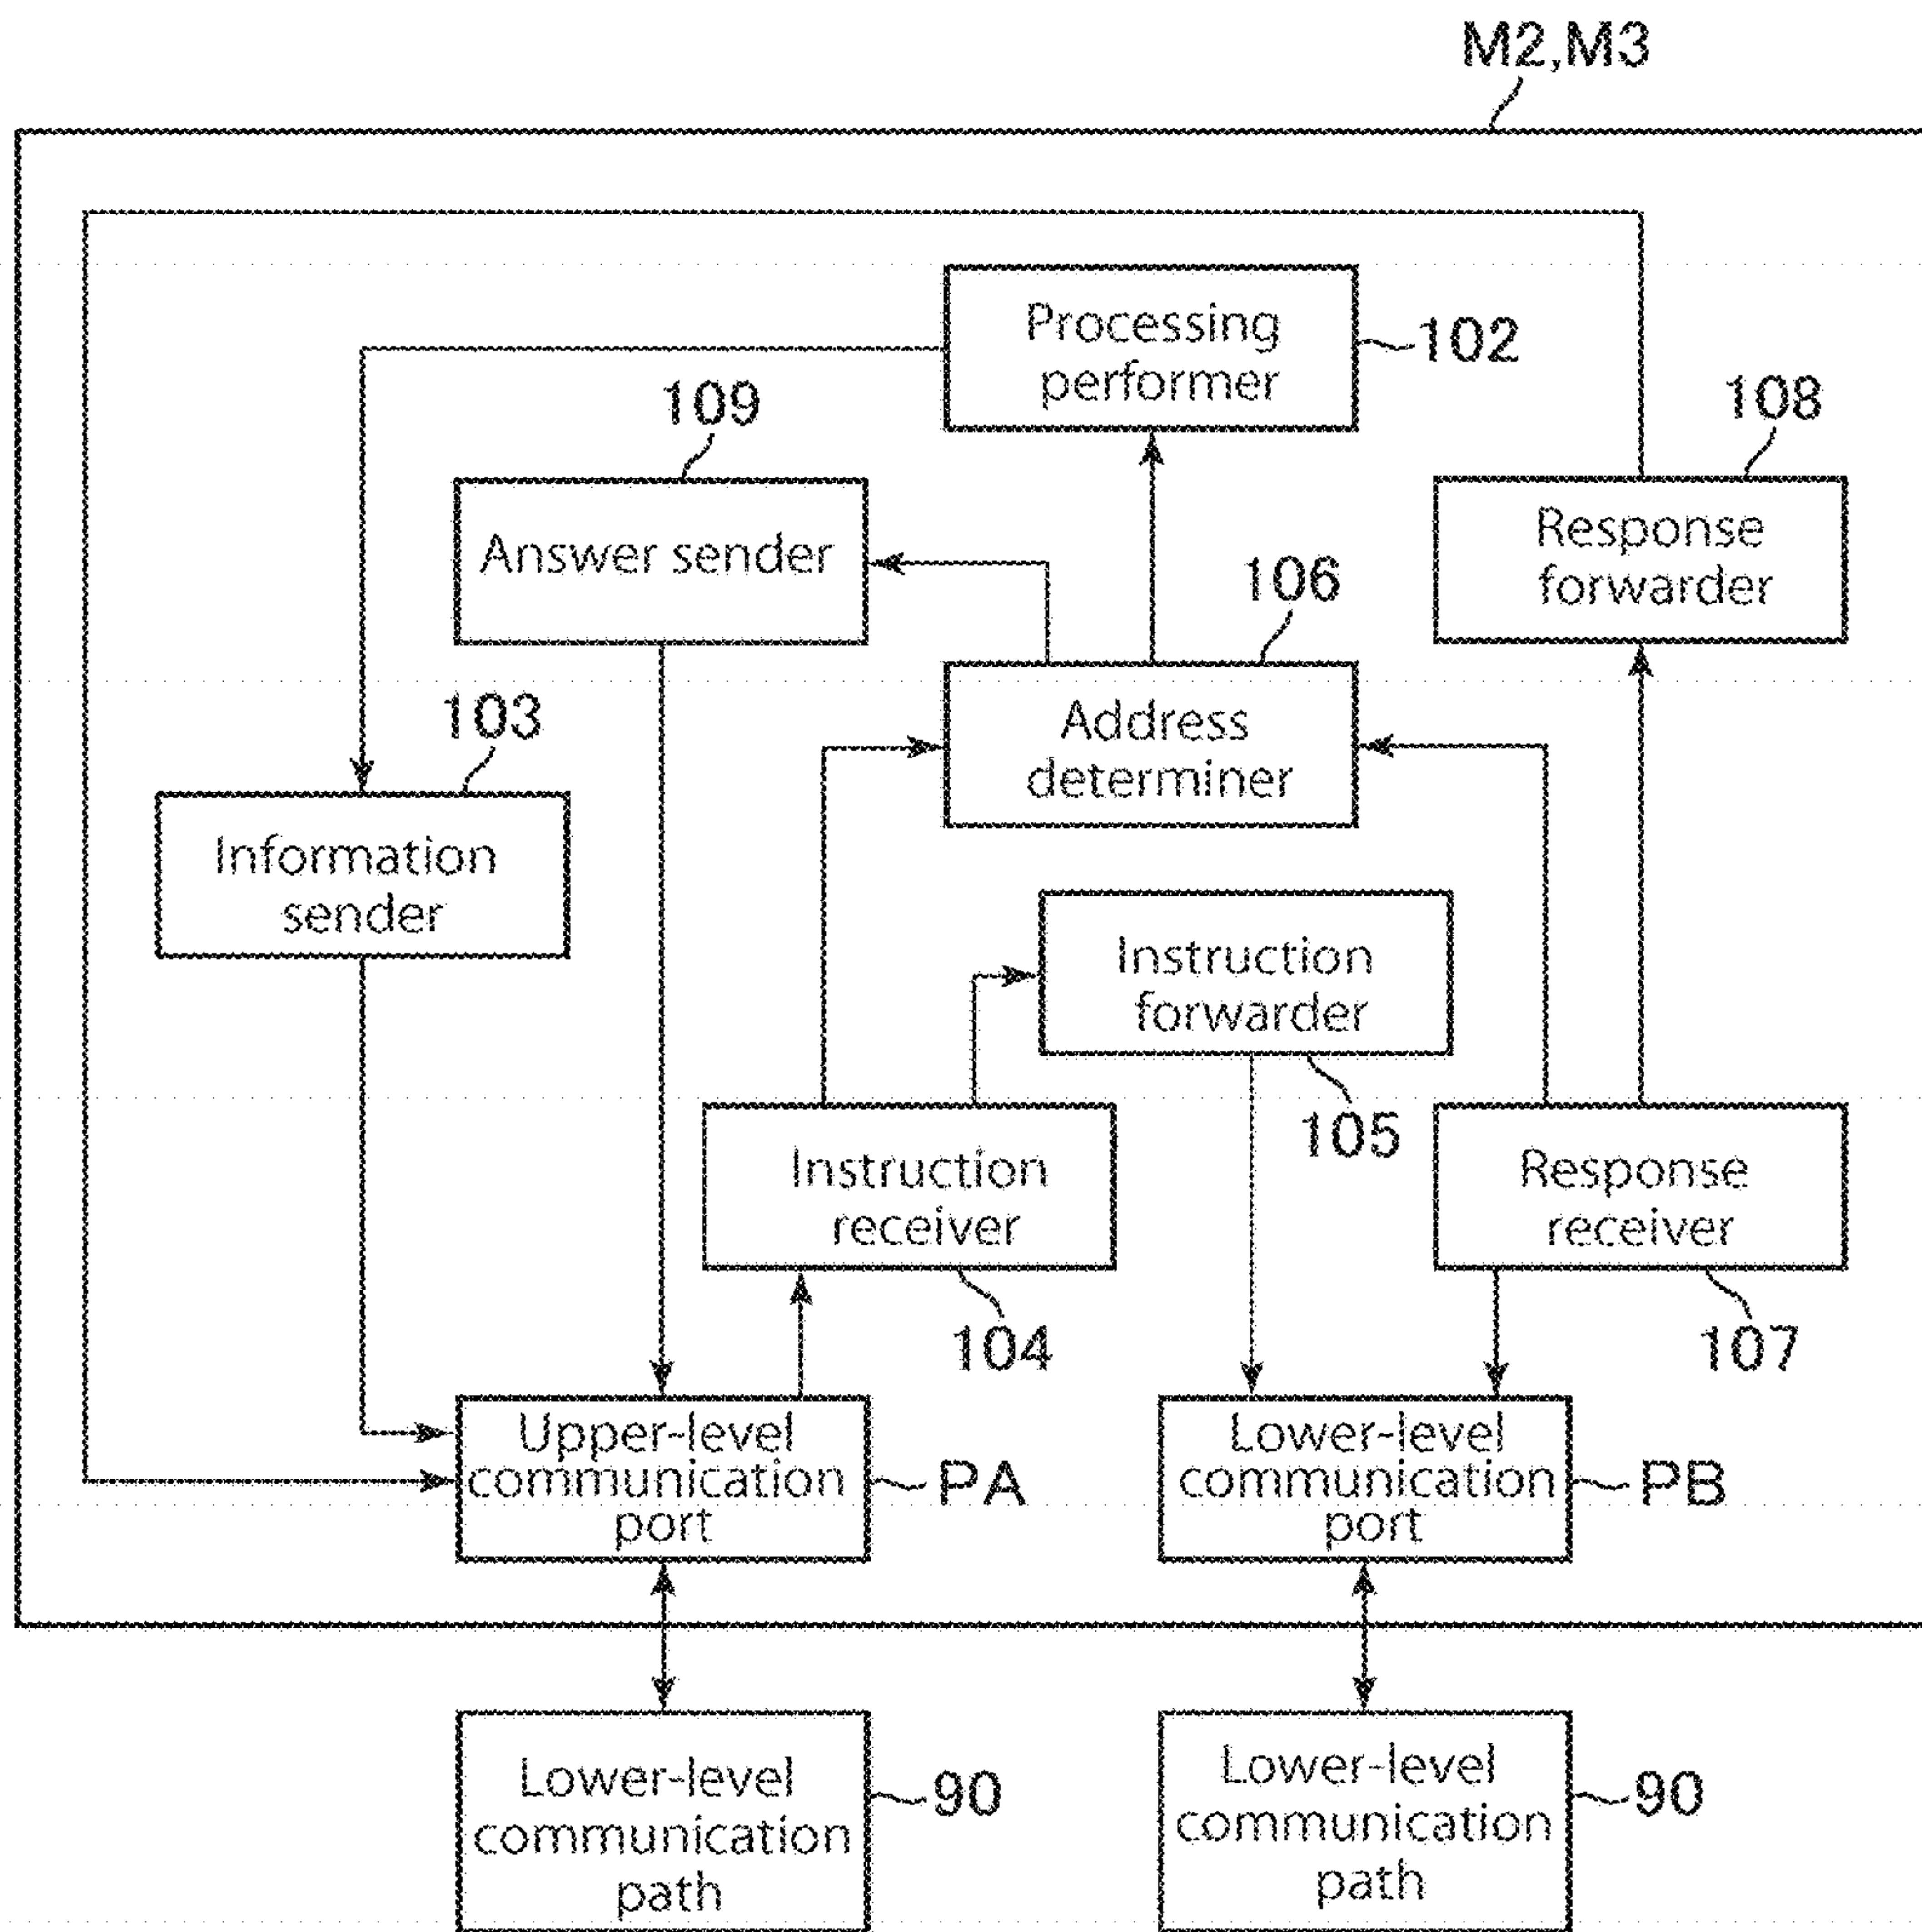 M2,M3
Processing
performer
102
109
108
Answer sender
Response
forwarder
106
103
Address
determiner
Information
sender
Instruction
forwarder
105
Instruction
receiver
Response
receiver
104
107
Upper-level
communication
port
PA
Lower-level
communication
port
PB
Lower-level
communication
path
90
Lower-level
communication
path
90